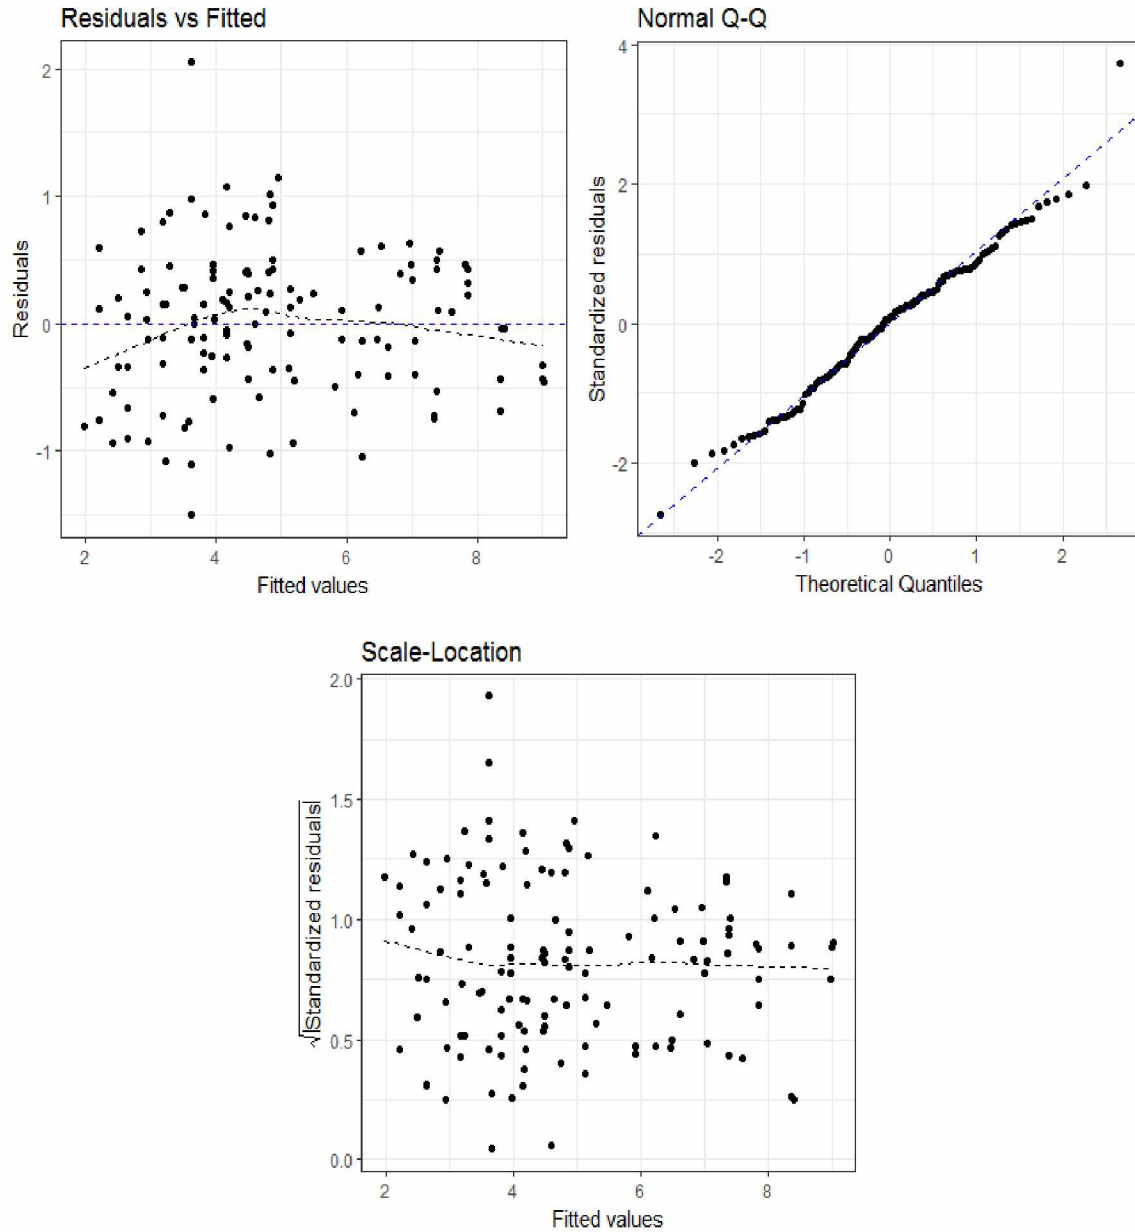 Residuals vs Fitted
Residuals
2
1
0
-1
2
4
6
8
Fitted values
Normal Q-Q
Standardized residuals
4
2
0
-2
-2
-1
0
1
2
Theoretical Quantiles
Scale-Location
√|Standardized residuals|
2.0
1.5
1.0
0.5
0.0
2
4
6
8
Fitted values